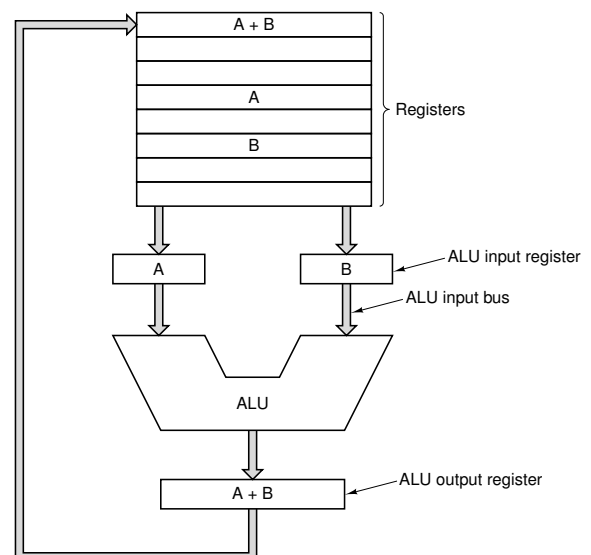 A + B
A
Registers
B
A
B
ALU input register
ALU input bus
ALU
A + B
ALU output register